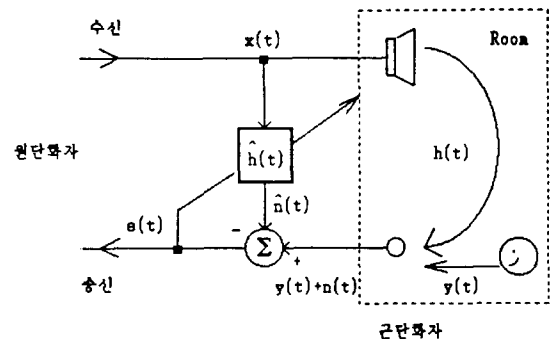 수신
x(t)
Room
원단화자
ĥ(t)
h(t)
n̂(t)
e(t)
-
Σ
+
송신
y(t)+n(t)
y(t)
근단화자